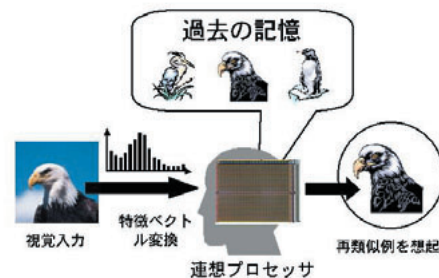 過去の記憶
視覚入力
特徴ベクト
ル変換
連想プロセッサ
再類似例を想起